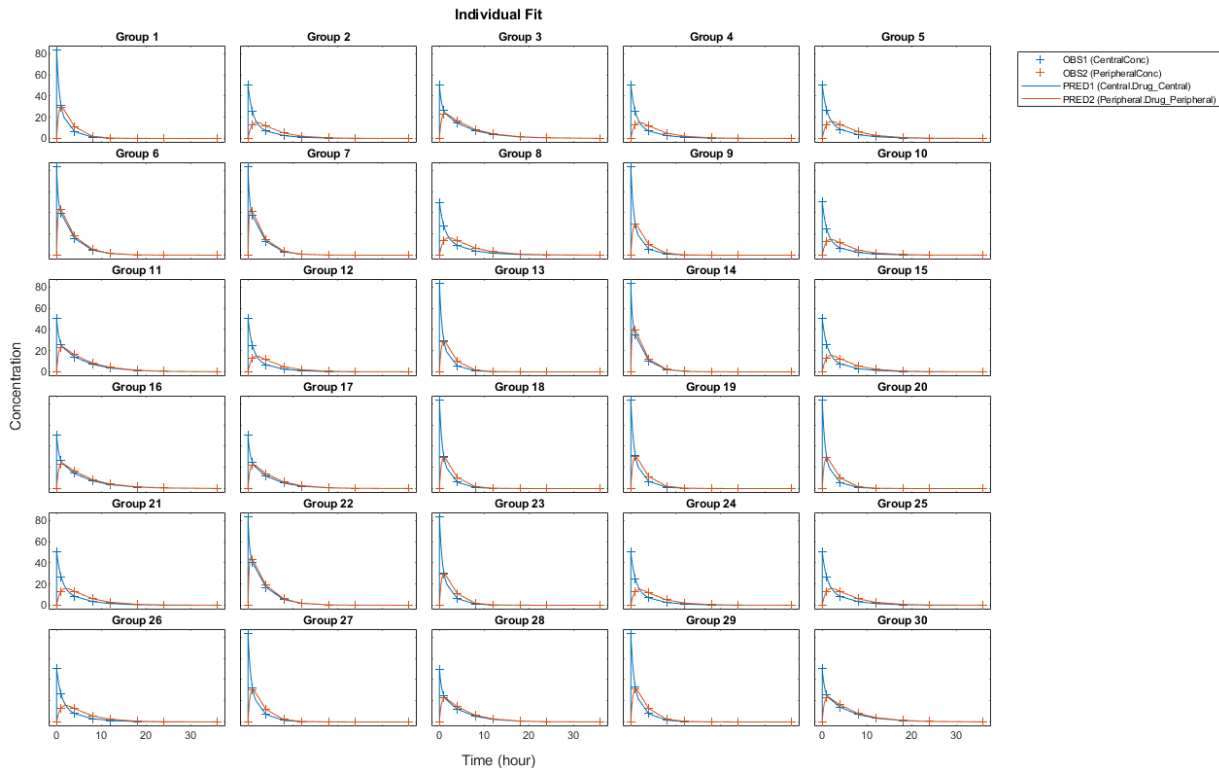 Individual Fit
Group 1 Group 2 Group 3 Group 4 Group 5
80
60
40
20
0
OBS1 (CentralConc)
OBS2 (PeripheralConc)
PRED1 (Central.Drug_Central)
PRED2 (Peripheral.Drug_Peripheral)
Group 6 Group 7 Group 8 Group 9 Group 10
Group 11 Group 12 Group 13 Group 14 Group 15
80
60
40
20
0
Concentration
Group 16 Group 17 Group 18 Group 19 Group 20
Group 21 Group 22 Group 23 Group 24 Group 25
80
60
40
20
0
Group 26 Group 27 Group 28 Group 29 Group 30
0 10 20 30 0 10 20 30 0 10 20 30
Time (hour)